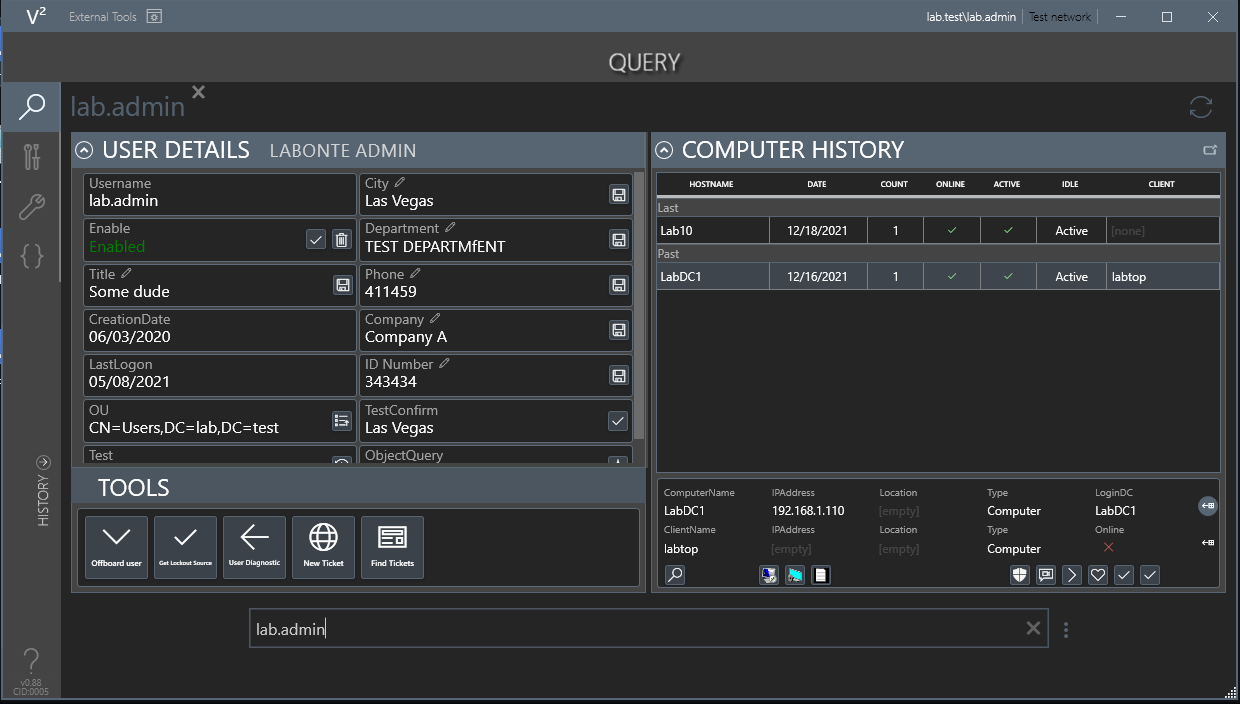 V²
External Tools
lab.test\lab.admin
Test network
QUERY
lab.admin
USER DETAILS LABONTE ADMIN
Username
lab.admin
City
Las Vegas
Enable
Enabled
Department
TEST DEPARTMfENT
Title
Some dude
Phone
411459
CreationDate
06/03/2020
Company
Company A
LastLogon
05/08/2021
ID Number
343434
OU
CN=Users,DC=lab,DC=test
TestConfirm
Las Vegas
Test
ObjectQuery
TOOLS
Offboard user
Get Lockout Source
User Diagnostic
New Ticket
Find Tickets
COMPUTER HISTORY
HOSTNAME DATE COUNT ONLINE ACTIVE IDLE CLIENT
Last
Lab10 12/18/2021 1 Active [none]
Past
LabDC1 12/16/2021 1 Active labtop
ComputerName IPAddress Location Type LoginDC
LabDC1 192.168.1.110 [empty] Computer LabDC1
ClientName IPAddress Location Type Online
labtop [empty] [empty] Computer
lab.admin
HISTORY
?
v0.88
CID:0005